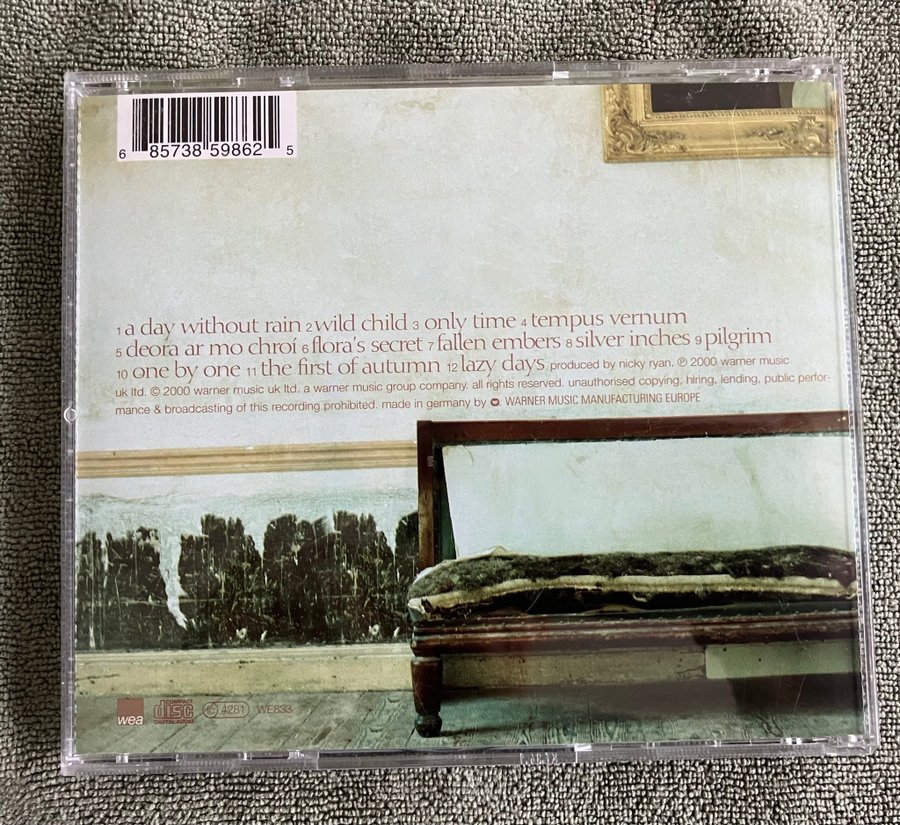 6 85738 59862 5
1 a day without rain 2 wild child 3 only time 4 tempus vernum
5 deora ar mo chroí 6 flora's secret 7 fallen embers 8 silver inches 9 pilgrim
10 one by one 11 the first of autumn 12 lazy days produced by nicky ryan. ℗ 2000 warner music
uk ltd. © 2000 warner music uk ltd. a warner music group company. all rights reserved. unauthorised copying, hiring, lending, public perfor-
mance & broadcasting of this recording prohibited. made in germany by WARNER MUSIC MANUFACTURING EUROPE
wea COMPACT disc DIGITAL AUDIO LC 4281 WE833